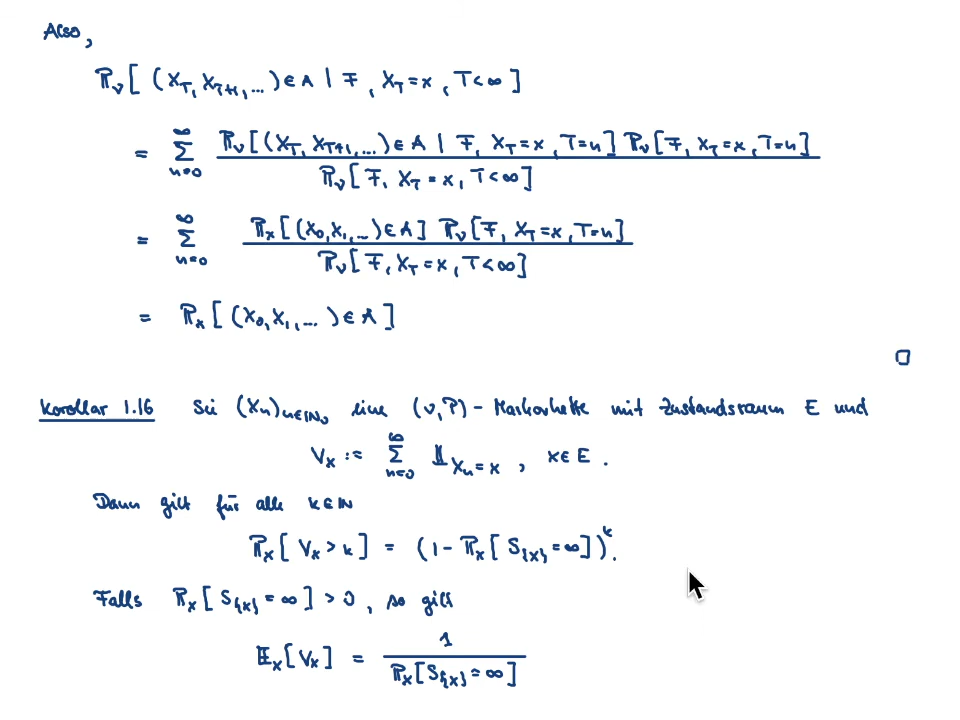 Also,
ℙ_ν[ (X_T, X_{T+1}, ...) ∈ A | F, X_T = x, T < ∞ ]
= ∑_{n=0}^∞ ℙ_ν[(X_T, X_{T+1}, ...) ∈ A | F, X_T = x, T = n] ℙ_ν[F, X_T = x, T = n] / ℙ_ν[F, X_T = x, T < ∞]
= ∑_{n=0}^∞ ℙ_x[(X_0, X_1, ...) ∈ A] ℙ_ν[F, X_T = x, T = n] / ℙ_ν[F, X_T = x, T < ∞]
= ℙ_x[ (X_0, X_1, ...) ∈ A ]
□
Korollar 1.16 Sei (X_n)_{n∈ℕ_0} eine (ν, P) - Markovkette mit Zustandsraum E und
V_x := ∑_{n=0}^∞ 𝟙_{X_n = x} , x ∈ E .
Dann gilt für alle k ∈ ℕ
ℙ_x[ V_x > k ] = (1 - ℙ_x[ S_{{x}} = ∞ ])^k.
Falls ℙ_x[ S_{{x}} = ∞ ] > 0, so gilt
𝔼_x[ V_x ] = 1 / ℙ_x[ S_{{x}} = ∞ ]